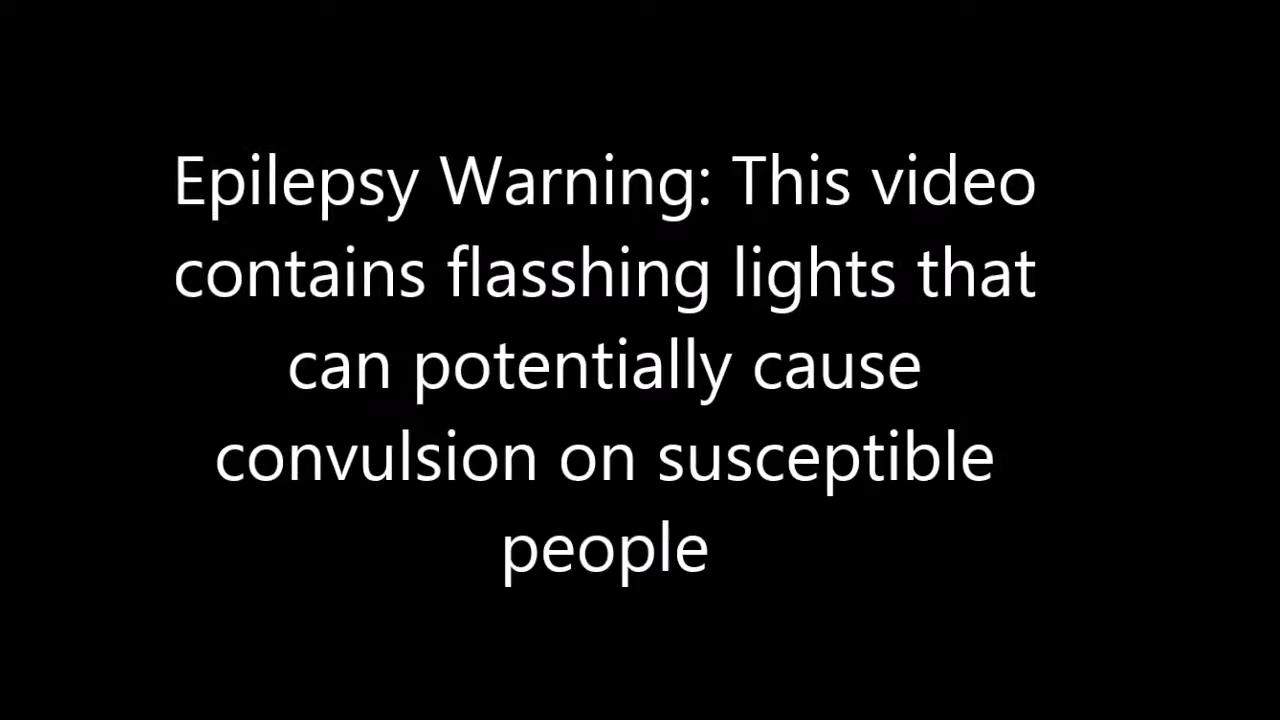 Epilepsy Warning: This video
contains flasshing lights that
can potentially cause
convulsion on susceptible
people